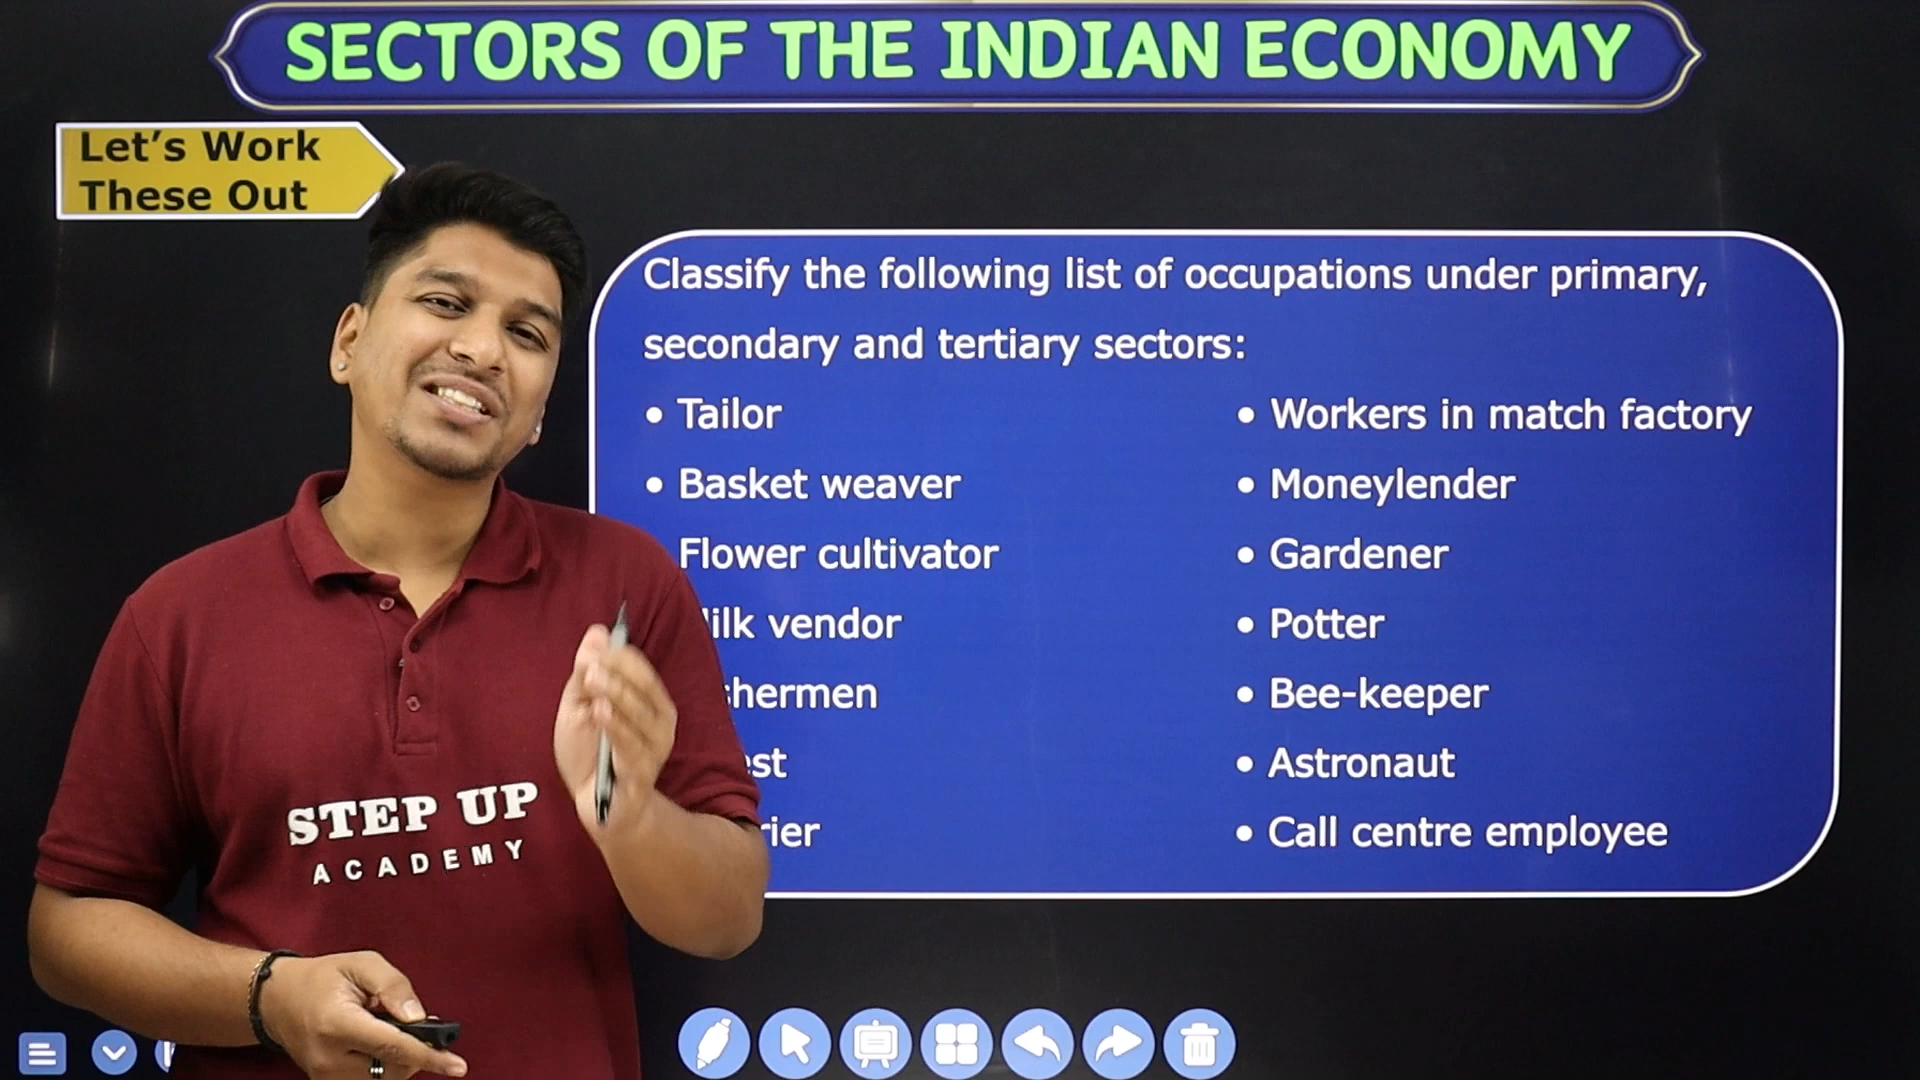 SECTORS OF THE INDIAN ECONOMY
Let’s Work
These Out
Classify the following list of occupations under primary,
secondary and tertiary sectors:
• Tailor
• Basket weaver
Flower cultivator
vendor
• Workers in match factory
• Moneylender
• Gardener
• Potter
• Bee-keeper
• Astronaut
• Call centre employee
STEP UP
ACADEMY